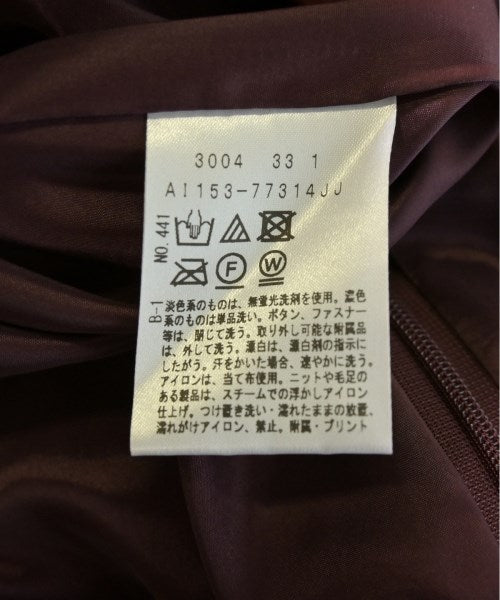 3004 33 1
AI153-77314JJ
NO. 441
F
W
B-1
淡色系のものは、無蛍光洗剤を使用。濃色
系のものは単品洗い。ボタン、ファスナー
等は、閉じて洗う。取り外し可能な附属品
は、外して洗う。漂白は、漂白剤の指示に
したがう。汗をかいた場合、速やかに洗う。
アイロンは、当て布使用。ニットや毛足の
ある製品は、スチームでの浮かしアイロン
仕上げ。つけ置き洗い・濡れたままの放置、
濡れがけアイロン、禁止。附属・プリント